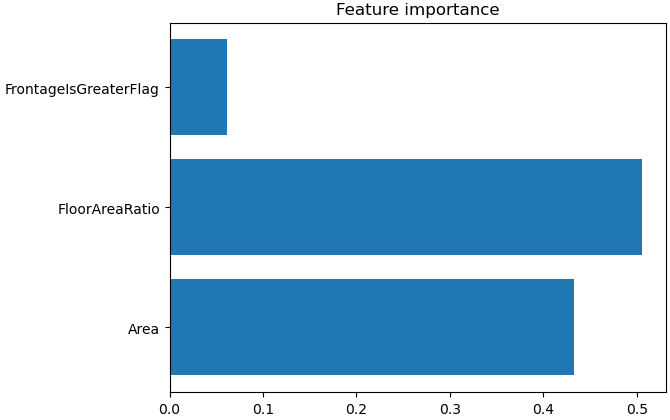 Feature importance
FrontageIsGreaterFlag
FloorAreaRatio
Area
0.0 0.1 0.2 0.3 0.4 0.5